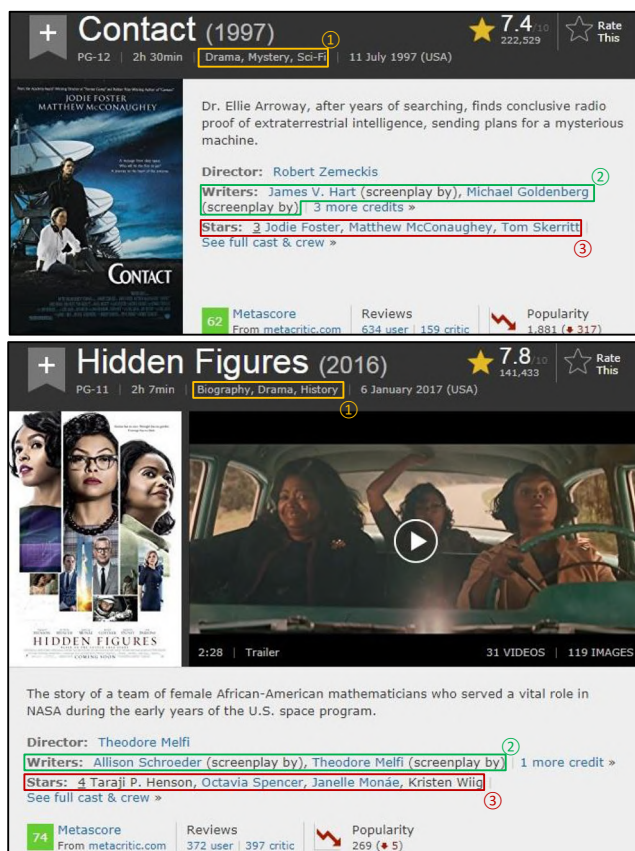 Contact (1997)
7.4/10
222,529
Rate This
PG-12 | 2h 30min | Drama, Mystery, Sci-Fi | 11 July 1997 (USA)
①
JODIE FOSTER
MATTHEW McCONAUGHEY
CONTACT
Dr. Ellie Arroway, after years of searching, finds conclusive radio
proof of extraterrestrial intelligence, sending plans for a mysterious
machine.
Director: Robert Zemeckis
②
Writers: James V. Hart (screenplay by), Michael Goldenberg
(screenplay by) | 3 more credits »
Stars: 3 Jodie Foster, Matthew McConaughey, Tom Skerritt |
③
See full cast & crew »
62 Metascore
From metacritic.com
Reviews
634 user | 159 critic
Popularity
1,881 (317)
Hidden Figures (2016)
7.8/10
141,433
Rate This
PG-11 | 2h 7min | Biography, Drama, History | 6 January 2017 (USA)
①
HIDDEN FIGURES
COMING SOON
2:28 | Trailer
31 VIDEOS | 119 IMAGES
The story of a team of female African-American mathematicians who served a vital role in
NASA during the early years of the U.S. space program.
Director: Theodore Melfi
②
Writers: Allison Schroeder (screenplay by), Theodore Melfi (screenplay by) | 1 more credit »
Stars: 4 Taraji P. Henson, Octavia Spencer, Janelle Monáe, Kristen Wiig |
③
See full cast & crew »
74 Metascore
From metacritic.com
Reviews
372 user | 397 critic
Popularity
269 (5)